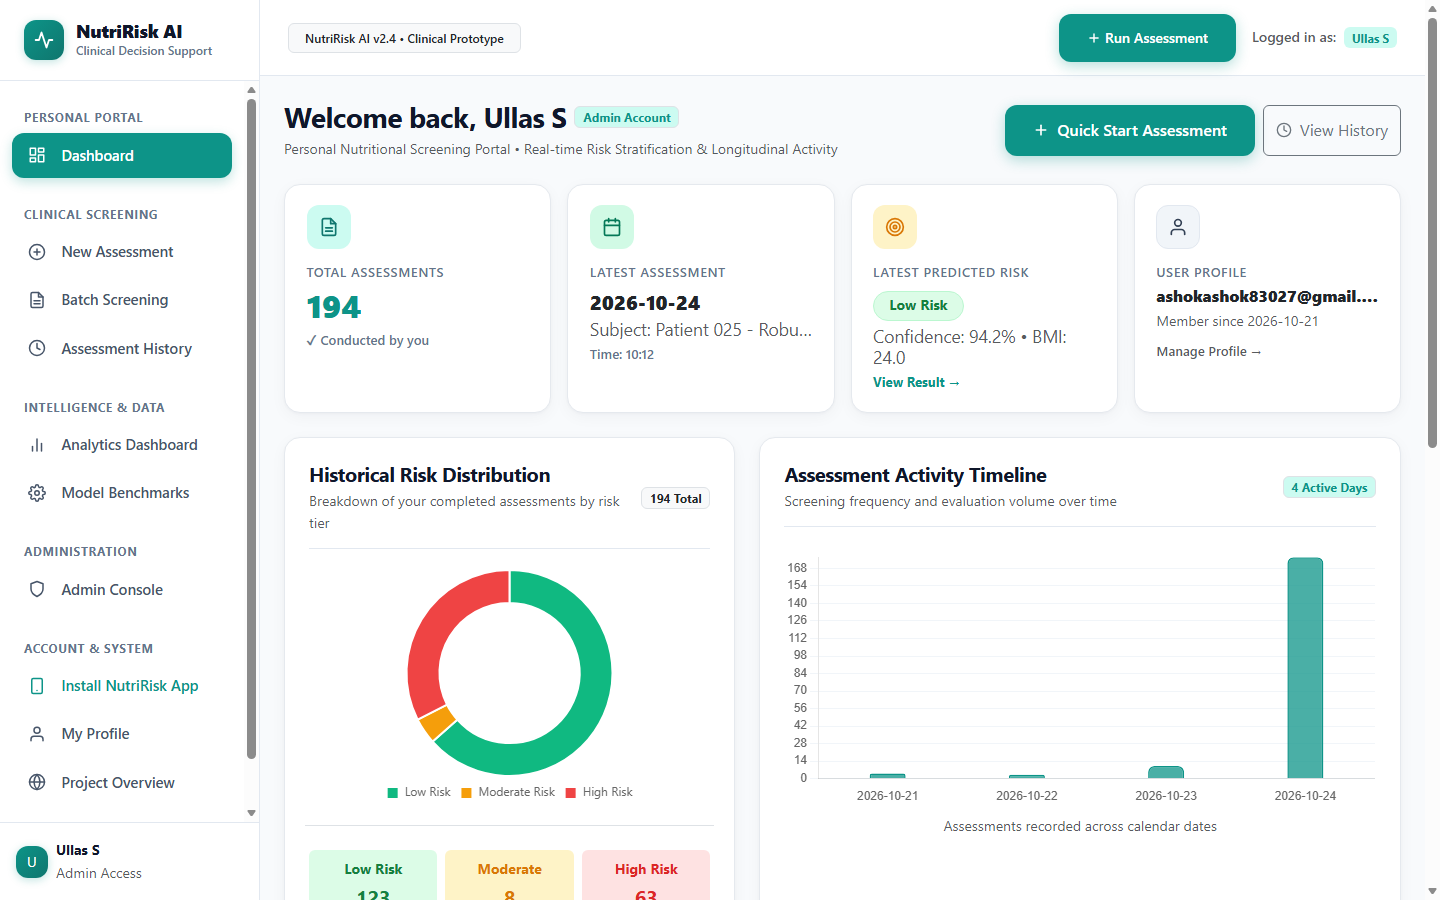 NutriRisk AI
Clinical Decision Support
PERSONAL PORTAL
Dashboard
CLINICAL SCREENING
New Assessment
Batch Screening
Assessment History
INTELLIGENCE & DATA
Analytics Dashboard
Model Benchmarks
ADMINISTRATION
Admin Console
ACCOUNT & SYSTEM
Install NutriRisk App
My Profile
Project Overview
U
Ullas S
Admin Access
NutriRisk AI v2.4 • Clinical Prototype
+ Run Assessment
Logged in as: Ullas S
Welcome back, Ullas S Admin Account
Personal Nutritional Screening Portal • Real-time Risk Stratification & Longitudinal Activity
+ Quick Start Assessment
View History
TOTAL ASSESSMENTS
194
✓ Conducted by you
LATEST ASSESSMENT
2026-10-24
Subject: Patient 025 - Robu...
Time: 10:12
LATEST PREDICTED RISK
Low Risk
Confidence: 94.2% • BMI:
24.0
View Result →
USER PROFILE
ashokashok83027@gmail....
Member since 2026-10-21
Manage Profile →
Historical Risk Distribution
Breakdown of your completed assessments by risk
tier
194 Total
Low Risk Moderate Risk High Risk
Low Risk
123
Moderate
8
High Risk
63
Assessment Activity Timeline
Screening frequency and evaluation volume over time
4 Active Days
168
154
140
126
112
98
84
70
56
42
28
14
0
2026-10-21 2026-10-22 2026-10-23 2026-10-24
Assessments recorded across calendar dates